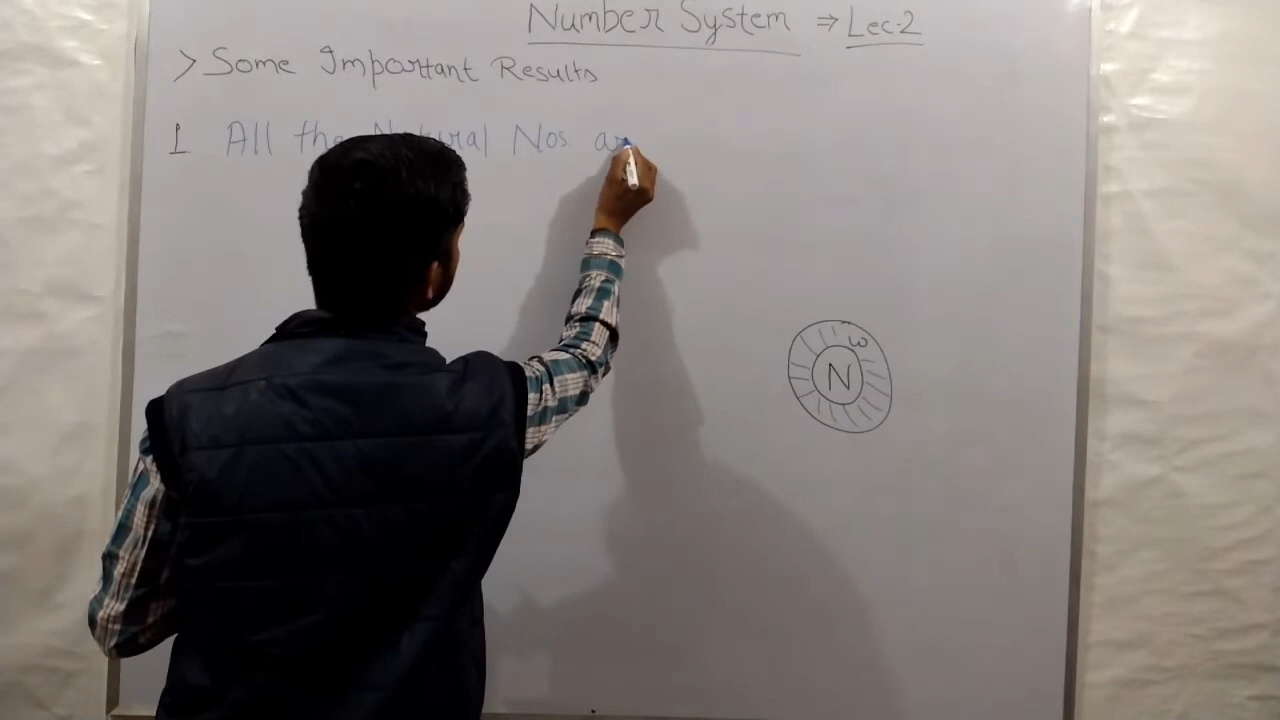 Number System ⇒ Lec-2
> Some Important Results
1. All the Natural Nos
ω
N